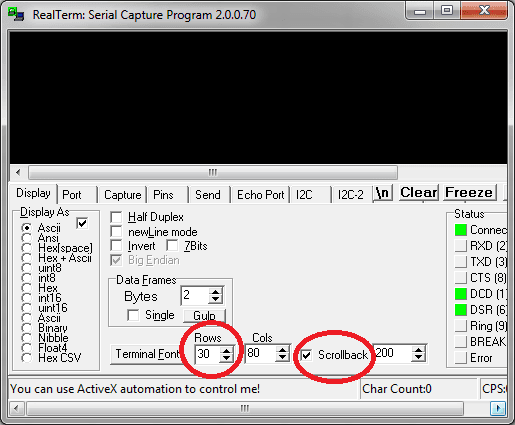 RealTerm: Serial Capture Program 2.0.0.70
Display Port Capture Pins Send Echo Port I2C I2C-2 \n Clear Freeze
Display As
Ascii
Ansi
Hex[space]
Hex + Ascii
uint8
int8
Hex
int16
uint16
Ascii
Binary
Nibble
Float4
Hex CSV
Half Duplex
newLine mode
Invert 7Bits
Big Endian
Data Frames
Bytes 2
Single Gulp
Rows Cols
Terminal Font 30 80 Scrollback 200
Status
Connec
RXD (2)
TXD (3)
CTS (8)
DCD (1)
DSR (6)
Ring (9)
BREAK
Error
You can use ActiveX automation to control me! Char Count:0 CPS: